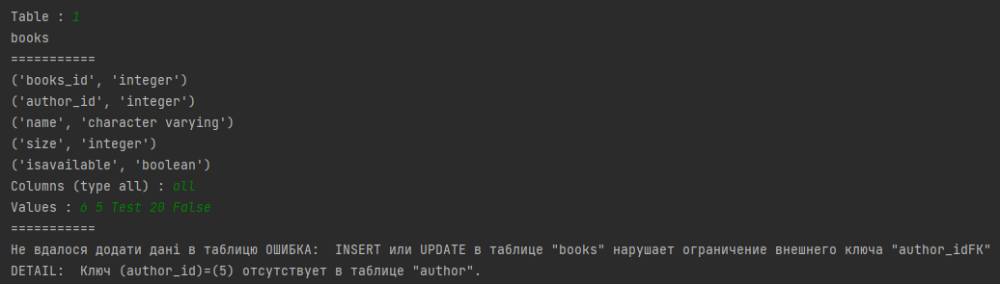 Table : 1
books
===========
('books_id', 'integer')
('author_id', 'integer')
('name', 'character varying')
('size', 'integer')
('isavailable', 'boolean')
Columns (type all) : all
Values : 6 5 Test 20 False
===========
Не вдалося додати дані в таблицю ОШИБКА:  INSERT или UPDATE в таблице "books" нарушает ограничение внешнего ключа "author_idFK"
DETAIL:  Ключ (author_id)=(5) отсутствует в таблице "author".